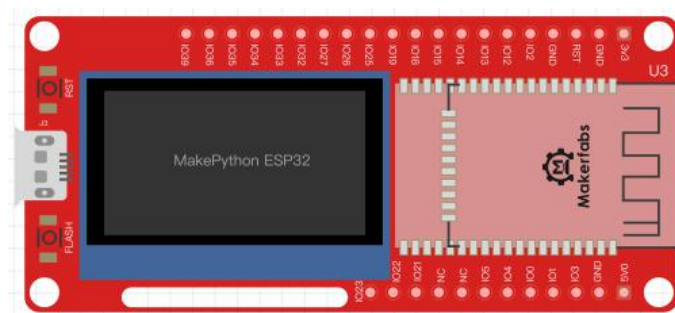 IO39
IO36
IO35
IO34
IO33
IO32
IO27
IO26
IO25
IO19
IO18
IO15
IO14
IO13
IO12
IO2
GND
RST
GND
3v3
RST
U3
J3
MakePython ESP32
Makerfabs
FLASH
IO23
IO22
IO21
NC
NC
IO5
IO4
IO0
IO1
IO3
GND
5V0